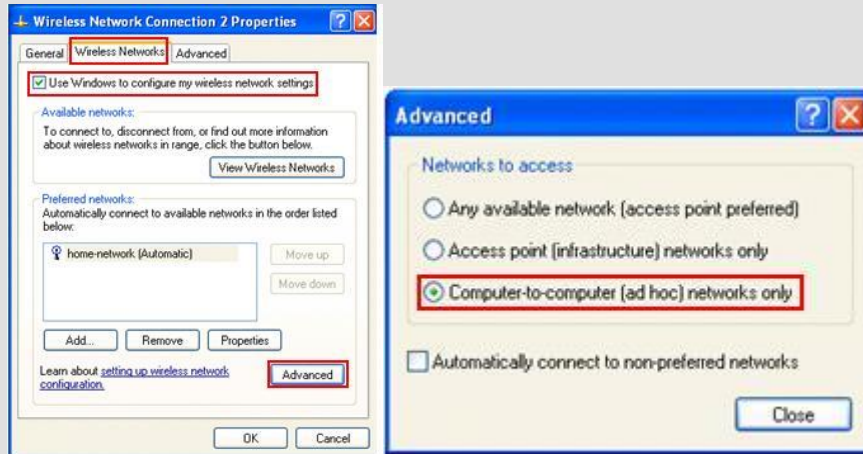 Wireless Network Connection 2 Properties
General Wireless Networks Advanced
Use Windows to configure my wireless network settings
Available networks:
To connect to, disconnect from, or find out more information
about wireless networks in range, click the button below.
View Wireless Networks
Preferred networks:
Automatically connect to available networks in the order listed
below:
home-network (Automatic)
Move up
Move down
Add... Remove Properties
Learn about setting up wireless network
configuration.
Advanced
OK Cancel
Advanced
Networks to access
Any available network (access point preferred)
Access point (infrastructure) networks only
Computer-to-computer (ad hoc) networks only
Automatically connect to non-preferred networks
Close